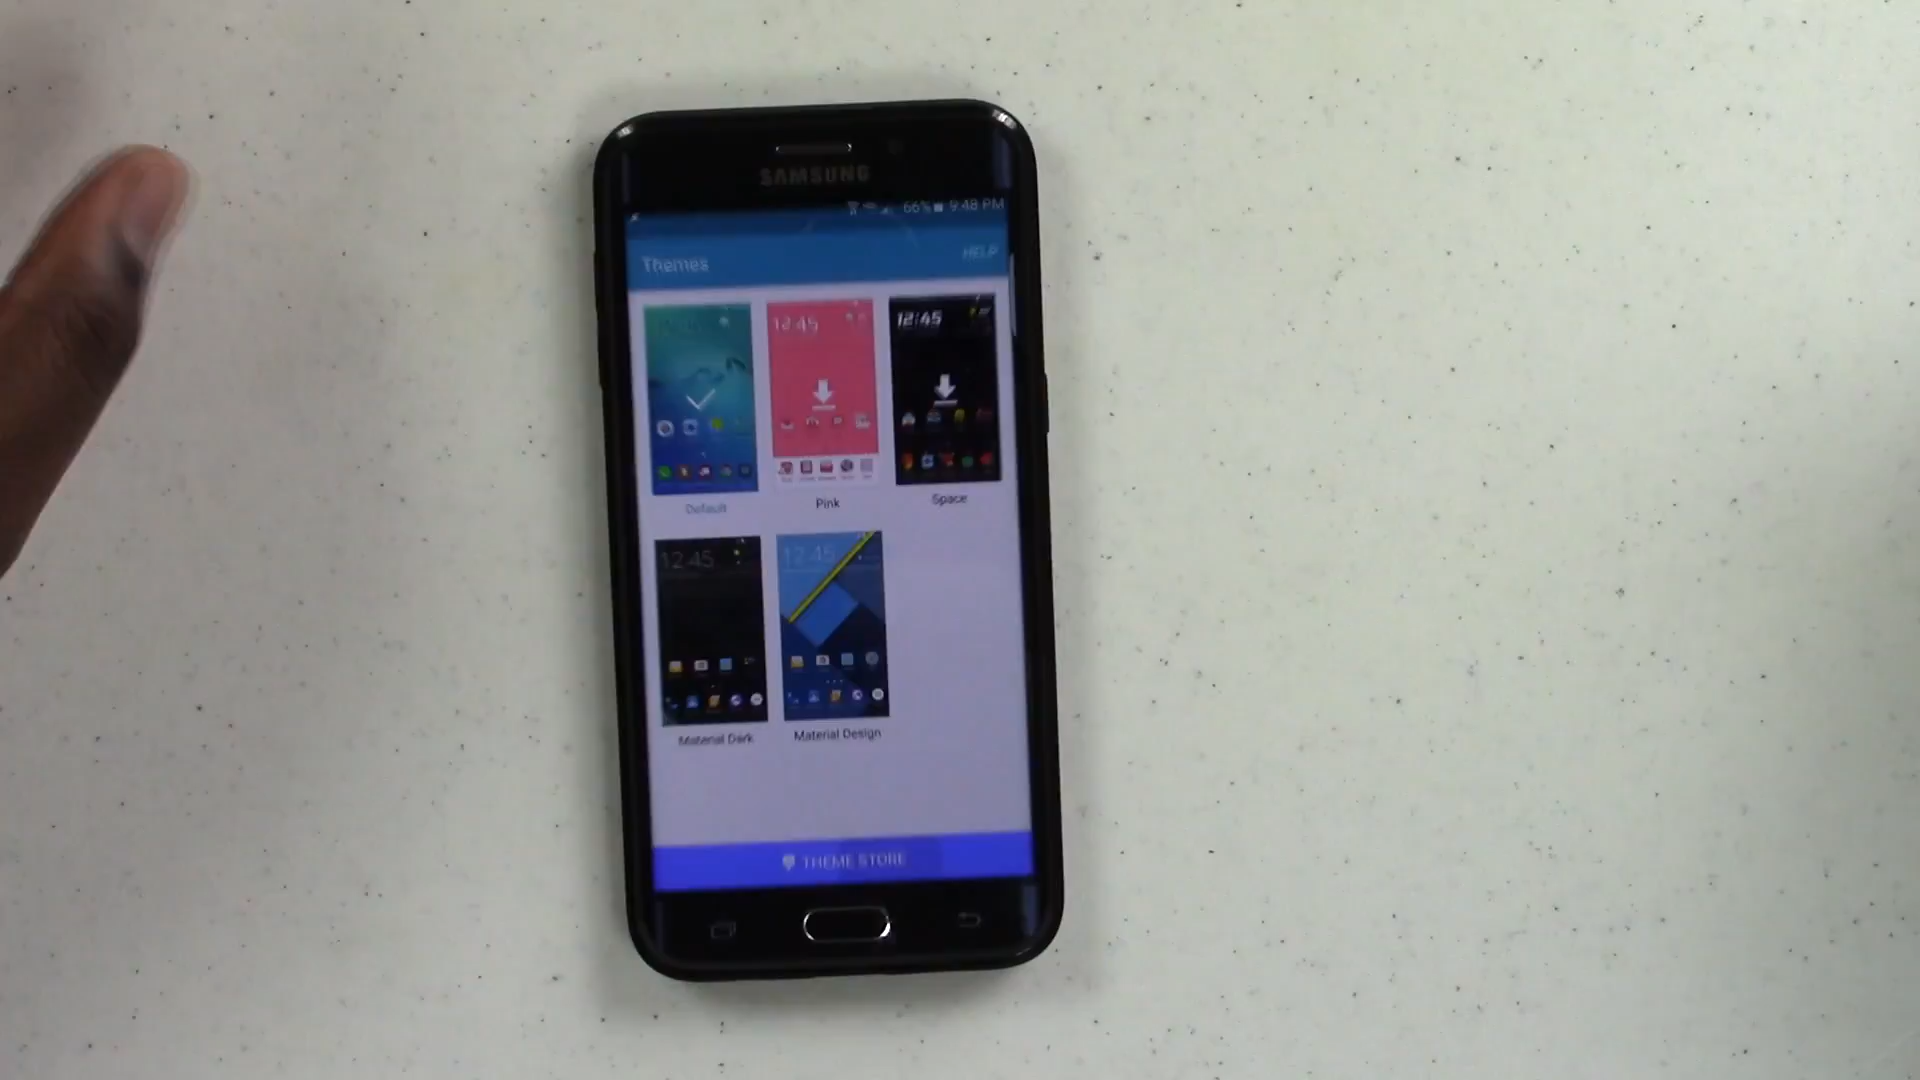 SAMSUNG
66% 9:48 PM
Themes
HELP
12:45
12:45
Default
Pink
Space
12:45
12:45
Material Dark
Material Design
THEME STORE